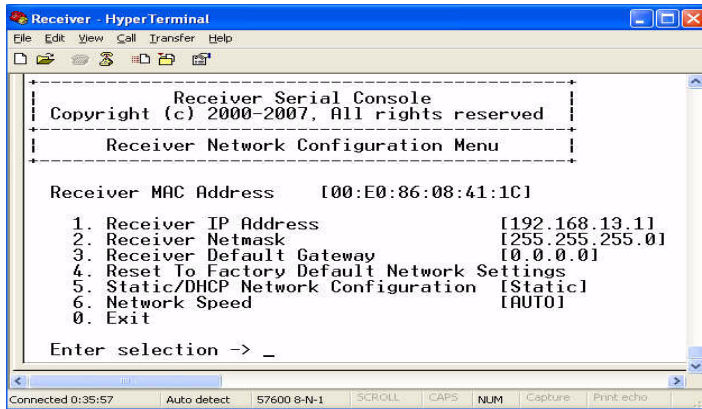 Receiver - HyperTerminal
File Edit View Call Transfer Help
Receiver Serial Console
Copyright (c) 2000-2007, All rights reserved
Receiver Network Configuration Menu
Receiver MAC Address [00:E0:86:08:41:1C]
1. Receiver IP Address [192.168.13.1]
2. Receiver Netmask [255.255.255.0]
3. Receiver Default Gateway [0.0.0.0]
4. Reset To Factory Default Network Settings
5. Static/DHCP Network Configuration [Static]
6. Network Speed [AUTO]
0. Exit
Enter selection -> _
Connected 0:35:57 Auto detect 57600 8-N-1 SCROLL CAPS NUM Capture Print echo